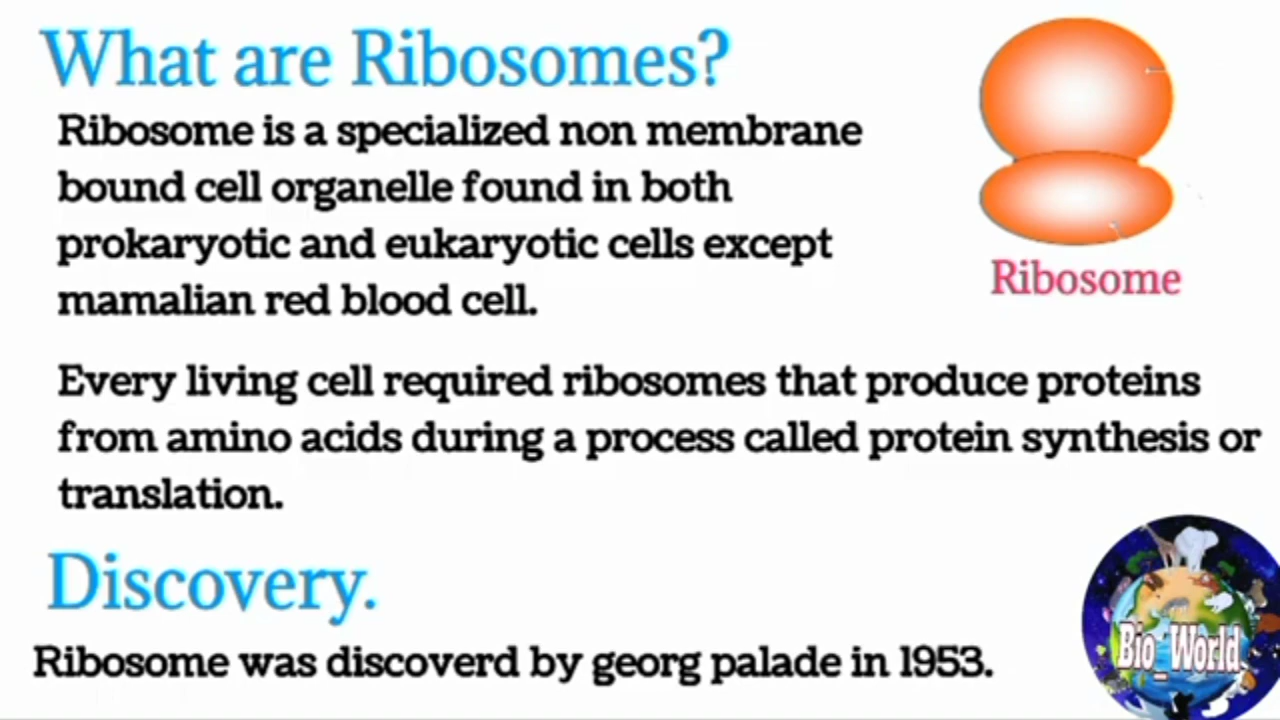 What are Ribosomes?
Ribosome is a specialized non membrane
bound cell organelle found in both
prokaryotic and eukaryotic cells except
mamalian red blood cell.
Ribosome
Every living cell required ribosomes that produce proteins
from amino acids during a process called protein synthesis or
translation.
Discovery.
Ribosome was discoverd by georg palade in 1953.
Bio_World